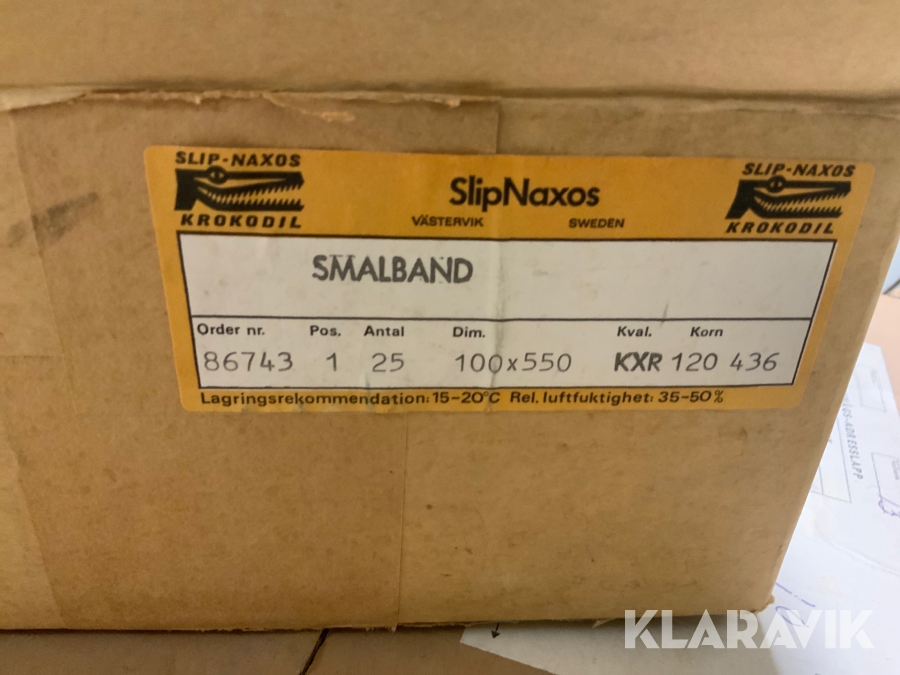 SLIP-NAXOS
KROKODIL
SlipNaxos
VÄSTERVIK SWEDEN
SLIP-NAXOS
KROKODIL
SMALBAND
Order nr. Pos. Antal Dim. Kval. Korn
86743 1 25 100x550 KXR 120 436
Lagringsrekommendation: 15-20°C Rel. luftfuktighet: 35-50%
ADRESSLAPP
KLARAVIK